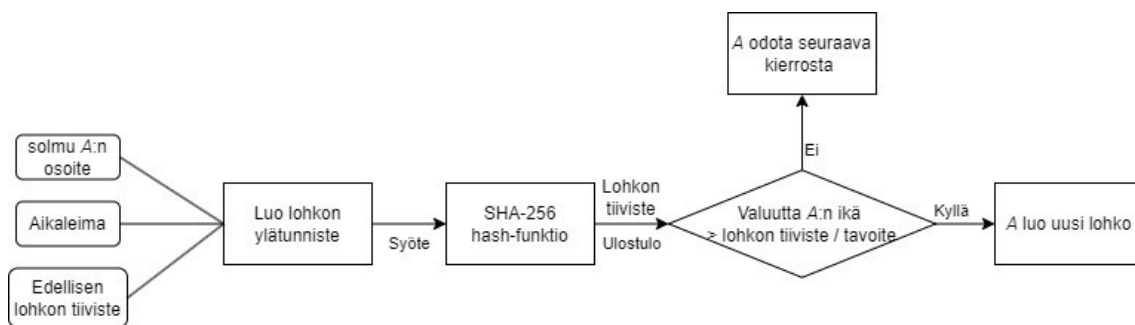 A odota seuraava
kierrosta
solmu A:n
osoite
Aikaleima
Edellisen
lohkon tiiviste
Luo lohkon
ylätunniste
Syöte
SHA-256
hash-funktio
Lohkon
tiiviste
Ulostulo
Ei
Valuutta A:n ikä
> lohkon tiiviste / tavoite
Kyllä
A luo uusi lohko